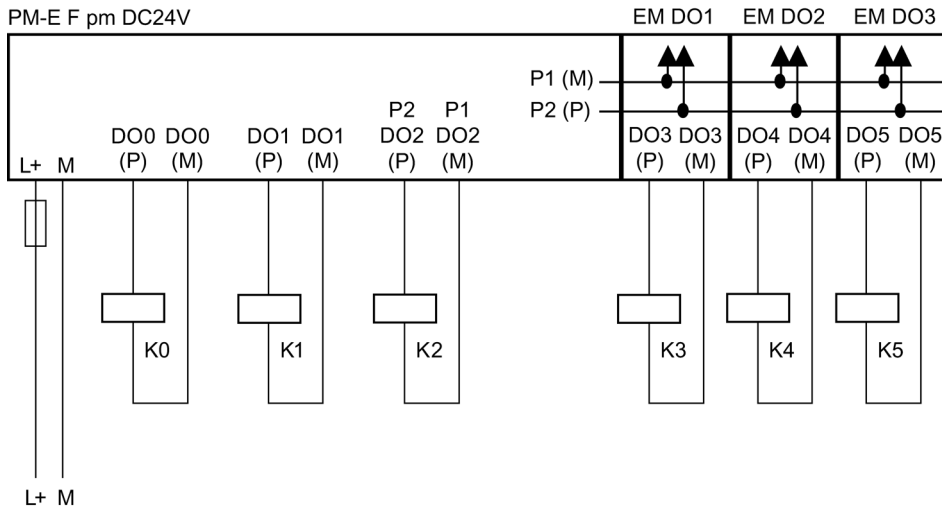 PM-E F pm DC24V
EM DO1 EM DO2 EM DO3
P1 (M)
P2 (P)
P2 P1
DO0 DO0 DO1 DO1 DO2 DO2 DO3 DO3 DO4 DO4 DO5 DO5
L+ M (P) (M) (P) (M) (P) (M) (P) (M) (P) (M) (P) (M)
K0 K1 K2 K3 K4 K5
L+ M